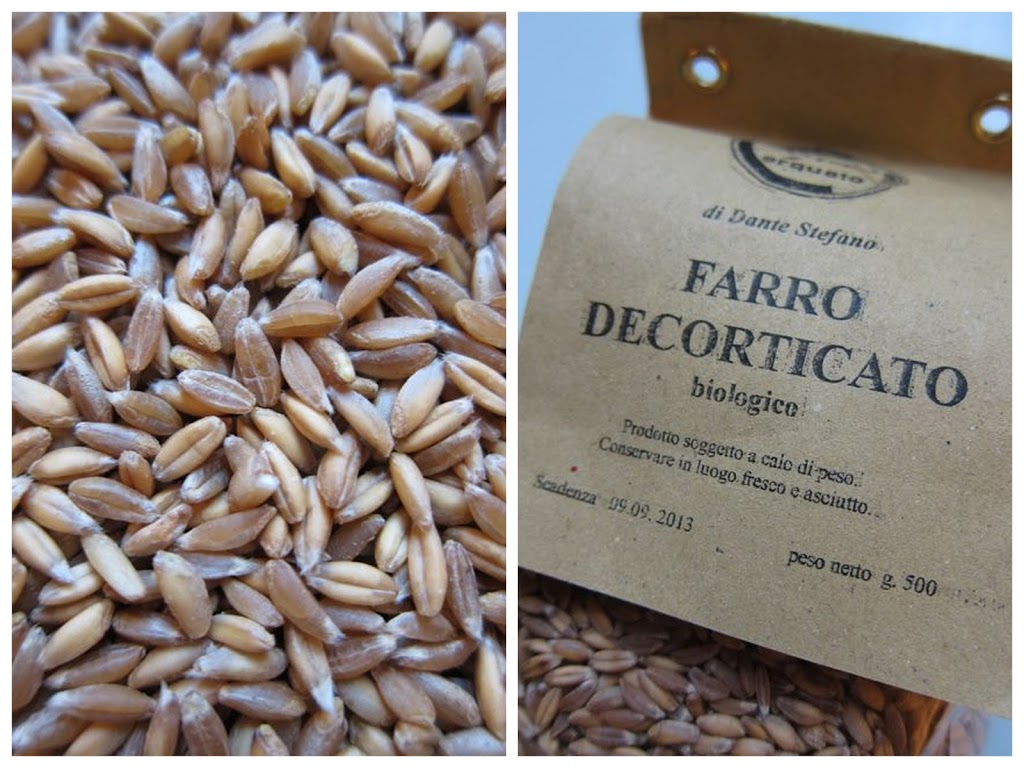 erqueto
di Dante Stefano
FARRO
DECORTICATO
biologico
Prodotto soggetto a calo di peso.
Conservare in luogo fresco e asciutto.
Scadenza 09.09.2013
peso netto g. 500